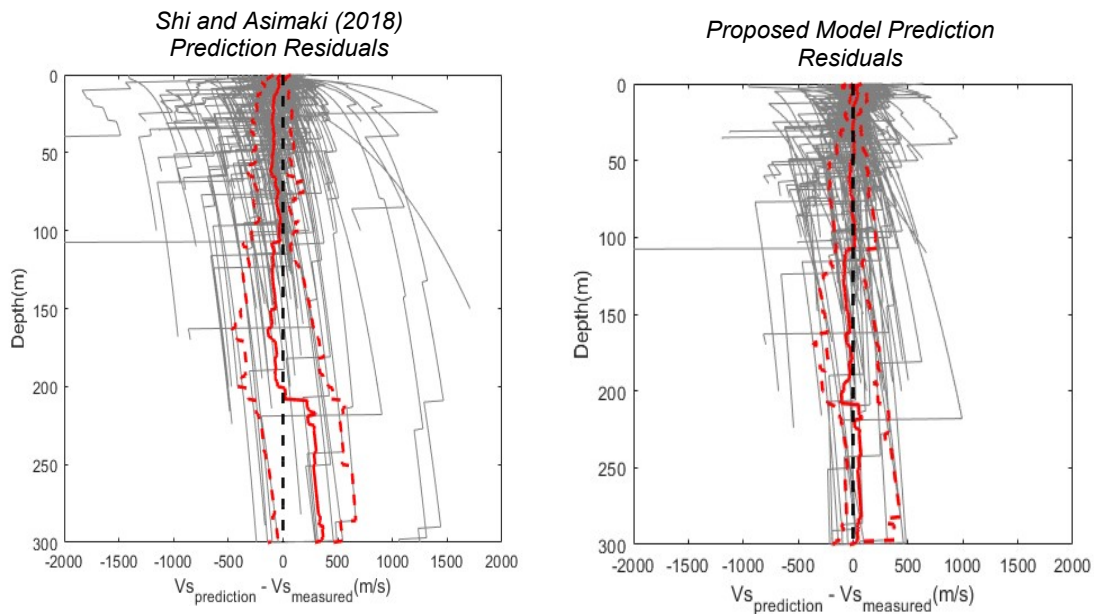 Shi and Asimaki (2018)
Prediction Residuals
0
50
100
150
200
250
300
Depth(m)
-2000 -1500 -1000 -500 0 500 1000 1500 2000
Vsprediction - Vsmeasured(m/s)
Proposed Model Prediction
Residuals
0
50
100
150
200
250
300
Depth(m)
-2000 -1500 -1000 -500 0 500 1000 1500 2000
Vsprediction - Vsmeasured(m/s)